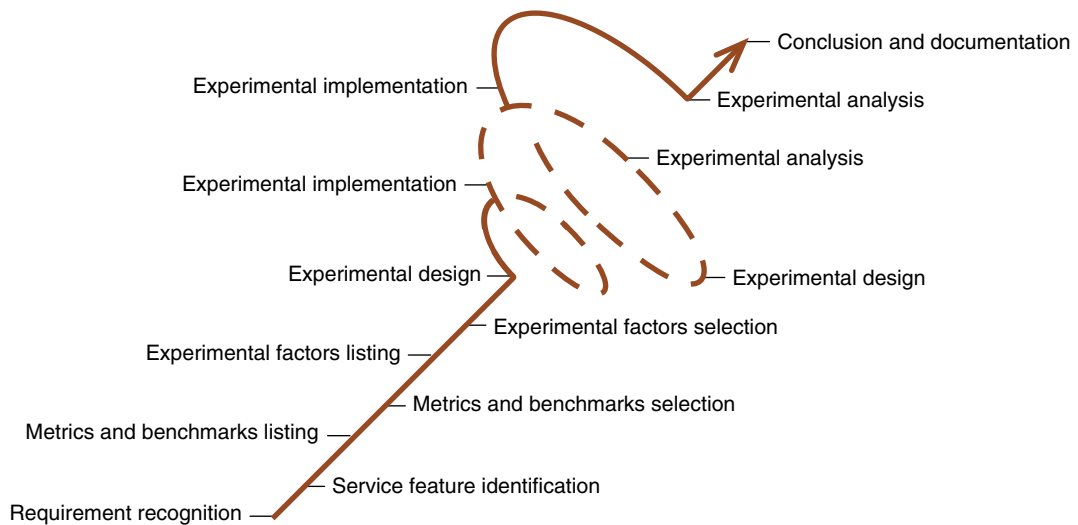 Conclusion and documentation
Experimental implementation
Experimental analysis
Experimental analysis
Experimental implementation
Experimental design
Experimental design
Experimental factors selection
Experimental factors listing
Metrics and benchmarks selection
Metrics and benchmarks listing
Service feature identification
Requirement recognition